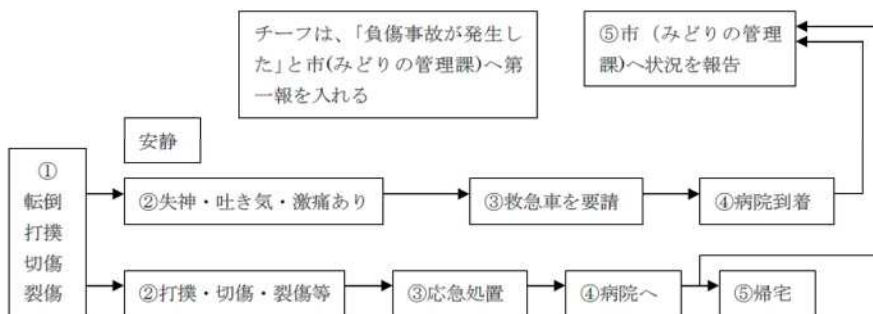 チーフは、「負傷事故が発生し
た」と市(みどりの管理課)へ第
一報を入れる
⑤市（みどりの管理
課)へ状況を報告
安静
①
転倒
打撲
切傷
裂傷
②失神・吐き気・激痛あり
③救急車を要請
④病院到着
②打撲・切傷・裂傷等
③応急処置
④病院へ
⑤帰宅